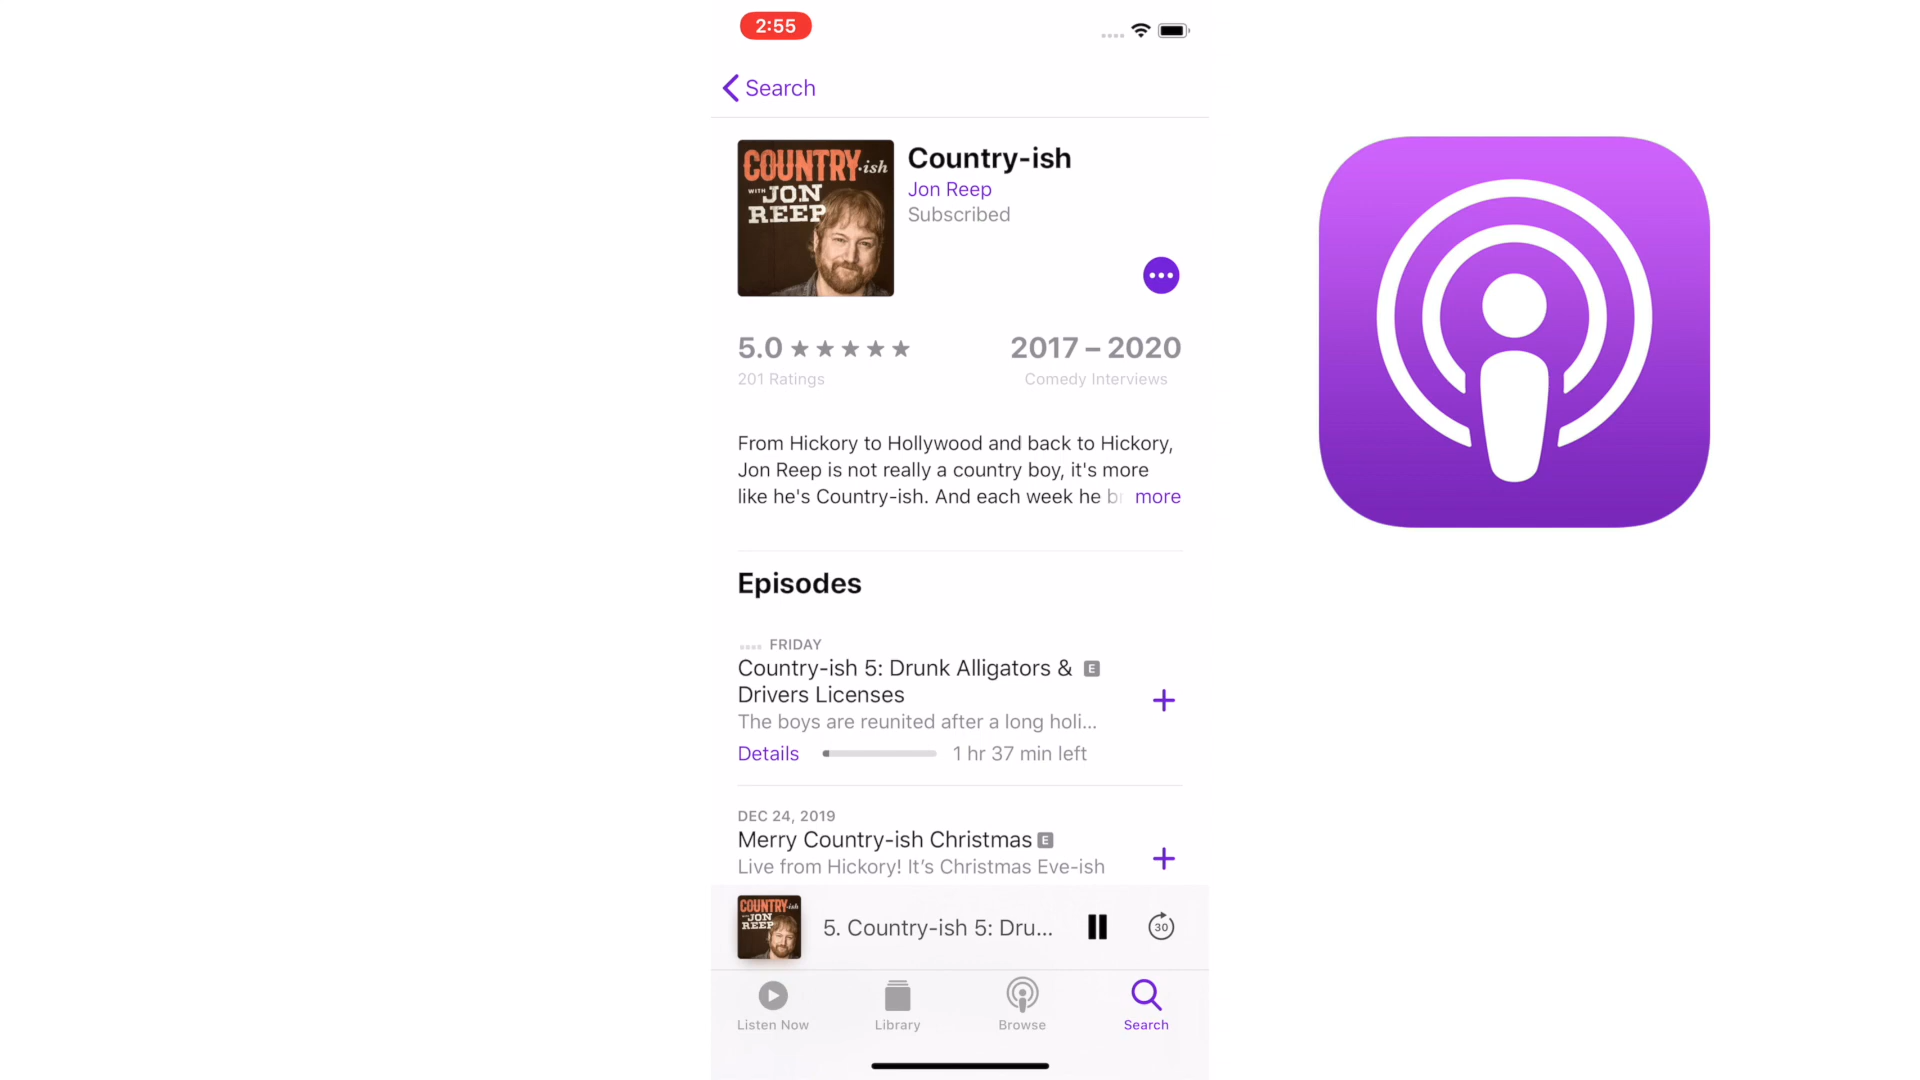 2:55
Search
COUNTRY-ish
WITH JON
REEP
Country-ish
Jon Reep
Subscribed
5.0
2017 – 2020
201 Ratings
Comedy Interviews
From Hickory to Hollywood and back to Hickory,
Jon Reep is not really a country boy, it's more
like he's Country-ish. And each week he br more
Episodes
FRIDAY
Country-ish 5: Drunk Alligators & E
Drivers Licenses
The boys are reunited after a long holi...
Details 1 hr 37 min left
DEC 24, 2019
Merry Country-ish Christmas E
Live from Hickory! It’s Christmas Eve-ish
COUNTRY-ish
WITH JON
REEP
5. Country-ish 5: Dru...
30
Listen Now
Library
Browse
Search